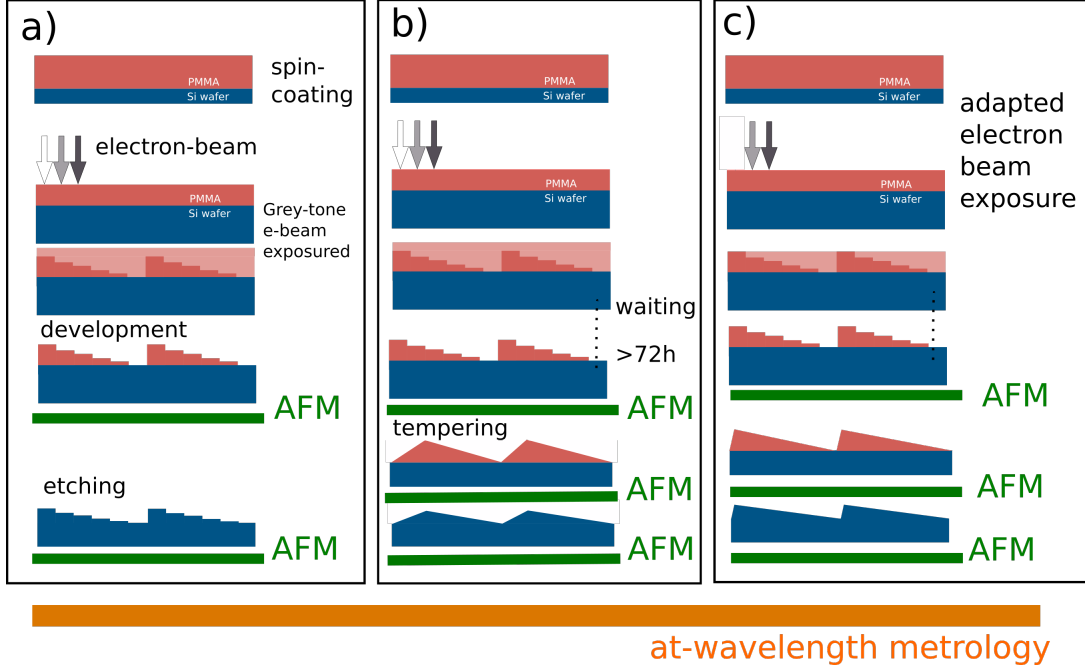 a)
PMMA
Si wafer
spin-
coating
electron-beam
PMMA
Si wafer
Grey-tone
e-beam
exposured
development
AFM
etching
AFM
b)
PMMA
Si wafer
PMMA
Si wafer
waiting
>72h
AFM
tempering
AFM
AFM
c)
PMMA
Si wafer
adapted
electron
beam
exposure
PMMA
Si wafer
AFM
AFM
AFM
at-wavelength metrology